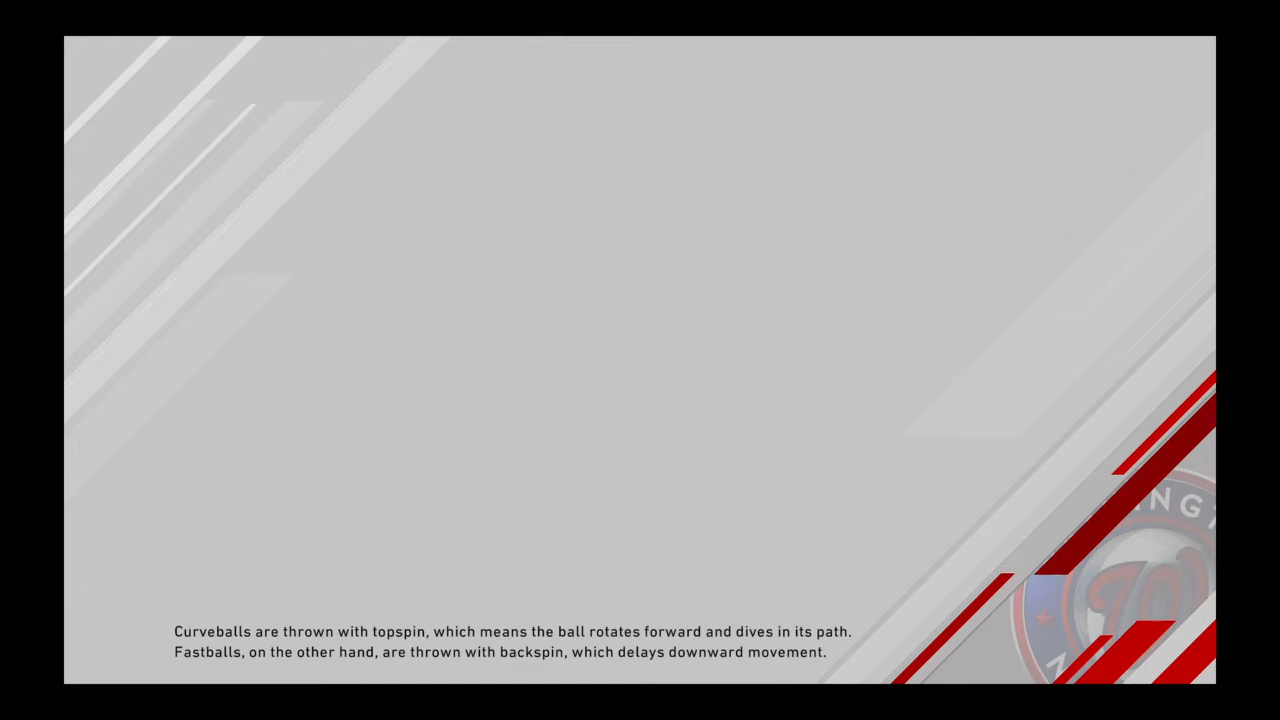 Curveballs are thrown with topspin, which means the ball rotates forward and dives in its path.
Fastballs, on the other hand, are thrown with backspin, which delays downward movement.